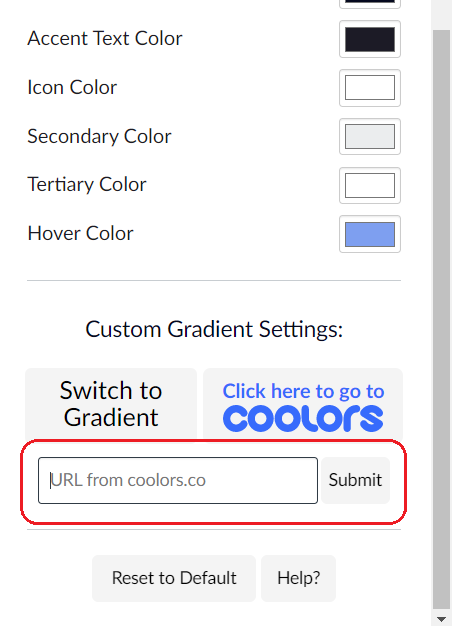 Accent Text Color
Icon Color
Secondary Color
Tertiary Color
Hover Color
Custom Gradient Settings:
Switch to
Gradient
Click here to go to
coolors
URL from coolors.co
Submit
Reset to Default
Help?